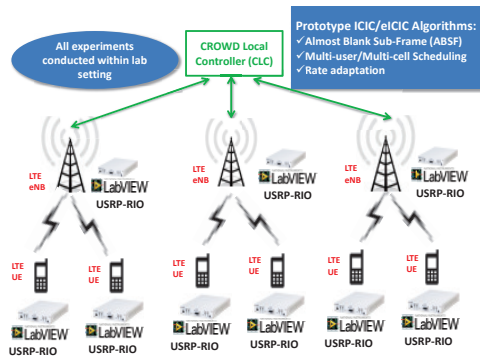 All experiments
conducted within lab
setting
CROWD Local
Controller (CLC)
Prototype ICIC/eICIC Algorithms:
✓Almost Blank Sub-Frame (ABSF)
✓Multi-user/Multi-cell Scheduling
✓Rate adaptation
LTE
eNB
LabVIEW
USRP-RIO
LTE
eNB
LabVIEW
USRP-RIO
LTE
eNB
LabVIEW
USRP-RIO
LTE
UE
LTE
UE
LTE
UE
LTE
UE
LTE
UE
LTE
UE
LabVIEW
USRP-RIO
LabVIEW
USRP-RIO
LabVIEW
USRP-RIO
LabVIEW
USRP-RIO
LabVIEW
USRP-RIO
LabVIEW
USRP-RIO